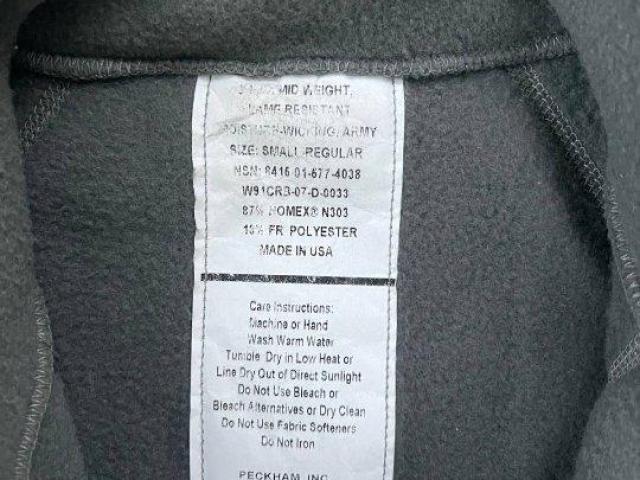 MID WEIGHT,
FLAME RESISTANT
MOISTURE-WICKING, ARMY
SIZE: SMALL-REGULAR
NSN: 8415-01-577-4038
W91CRB-07-D-0033
87% NOMEX® N303
13% FR POLYESTER
MADE IN USA
Care Instructions:
Machine or Hand
Wash Warm Water
Tumble Dry in Low Heat or
Line Dry Out of Direct Sunlight
Do Not Use Bleach or
Bleach Alternatives or Dry Clean
Do Not Use Fabric Softeners
Do Not Iron
PECKHAM, INC.